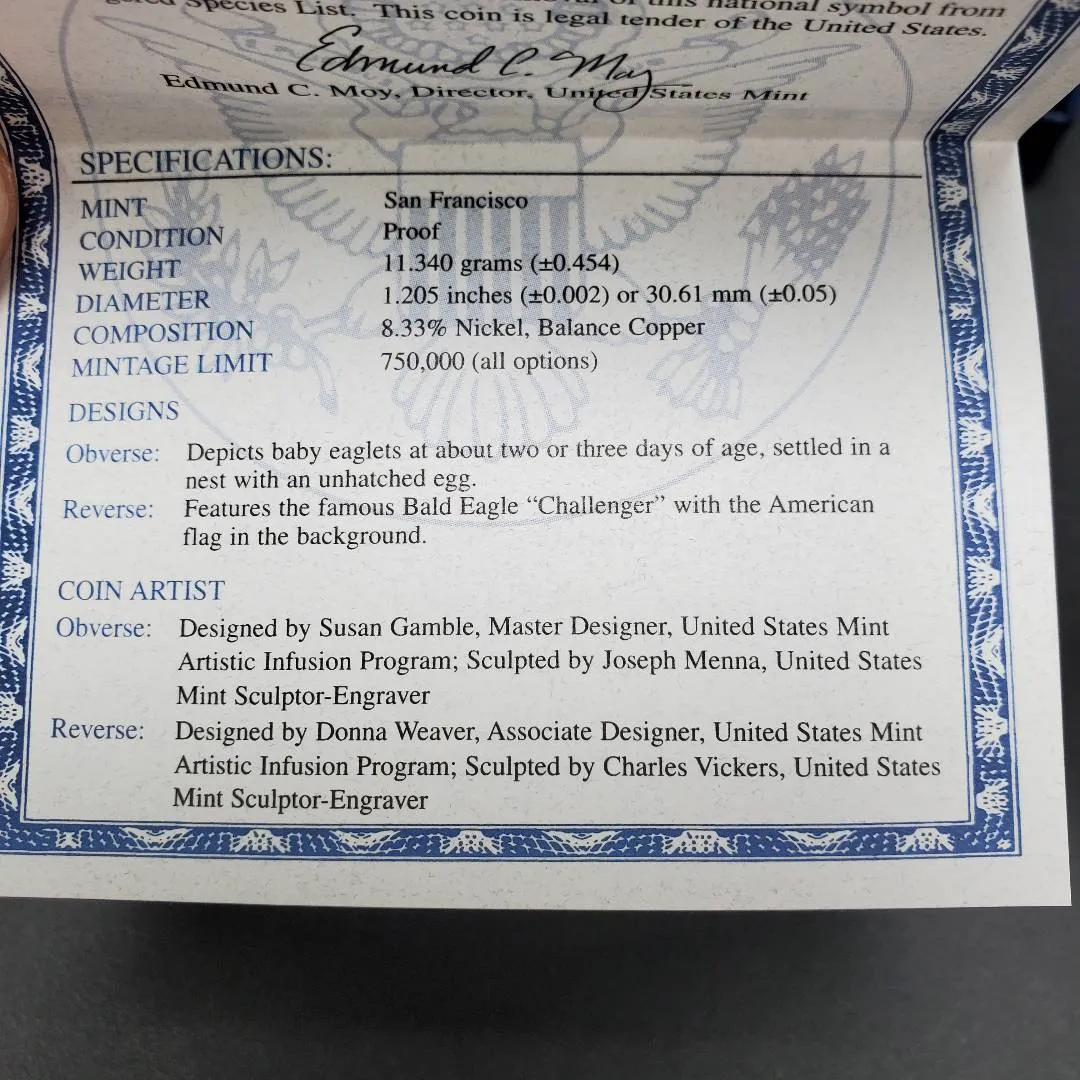 Species List. This coin is legal tender of the United States.
national symbol from
Edmund C. Moy
Edmund C. Moy, Director, United States Mint
SPECIFICATIONS:
MINT San Francisco
CONDITION Proof
WEIGHT 11.340 grams (±0.454)
DIAMETER 1.205 inches (±0.002) or 30.61 mm (±0.05)
COMPOSITION 8.33% Nickel, Balance Copper
MINTAGE LIMIT 750,000 (all options)
DESIGNS
Obverse: Depicts baby eaglets at about two or three days of age, settled in a
nest with an unhatched egg.
Reverse: Features the famous Bald Eagle “Challenger” with the American
flag in the background.
COIN ARTIST
Obverse: Designed by Susan Gamble, Master Designer, United States Mint
Artistic Infusion Program; Sculpted by Joseph Menna, United States
Mint Sculptor-Engraver
Reverse: Designed by Donna Weaver, Associate Designer, United States Mint
Artistic Infusion Program; Sculpted by Charles Vickers, United States
Mint Sculptor-Engraver